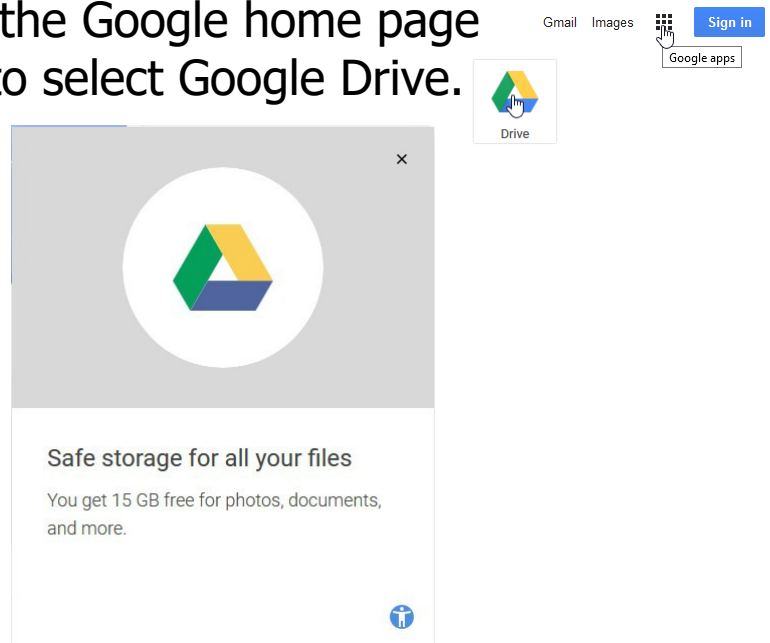 the Google home page
to select Google Drive.
Gmail Images Sign in
Google apps
Drive
Safe storage for all your files
You get 15 GB free for photos, documents,
and more.